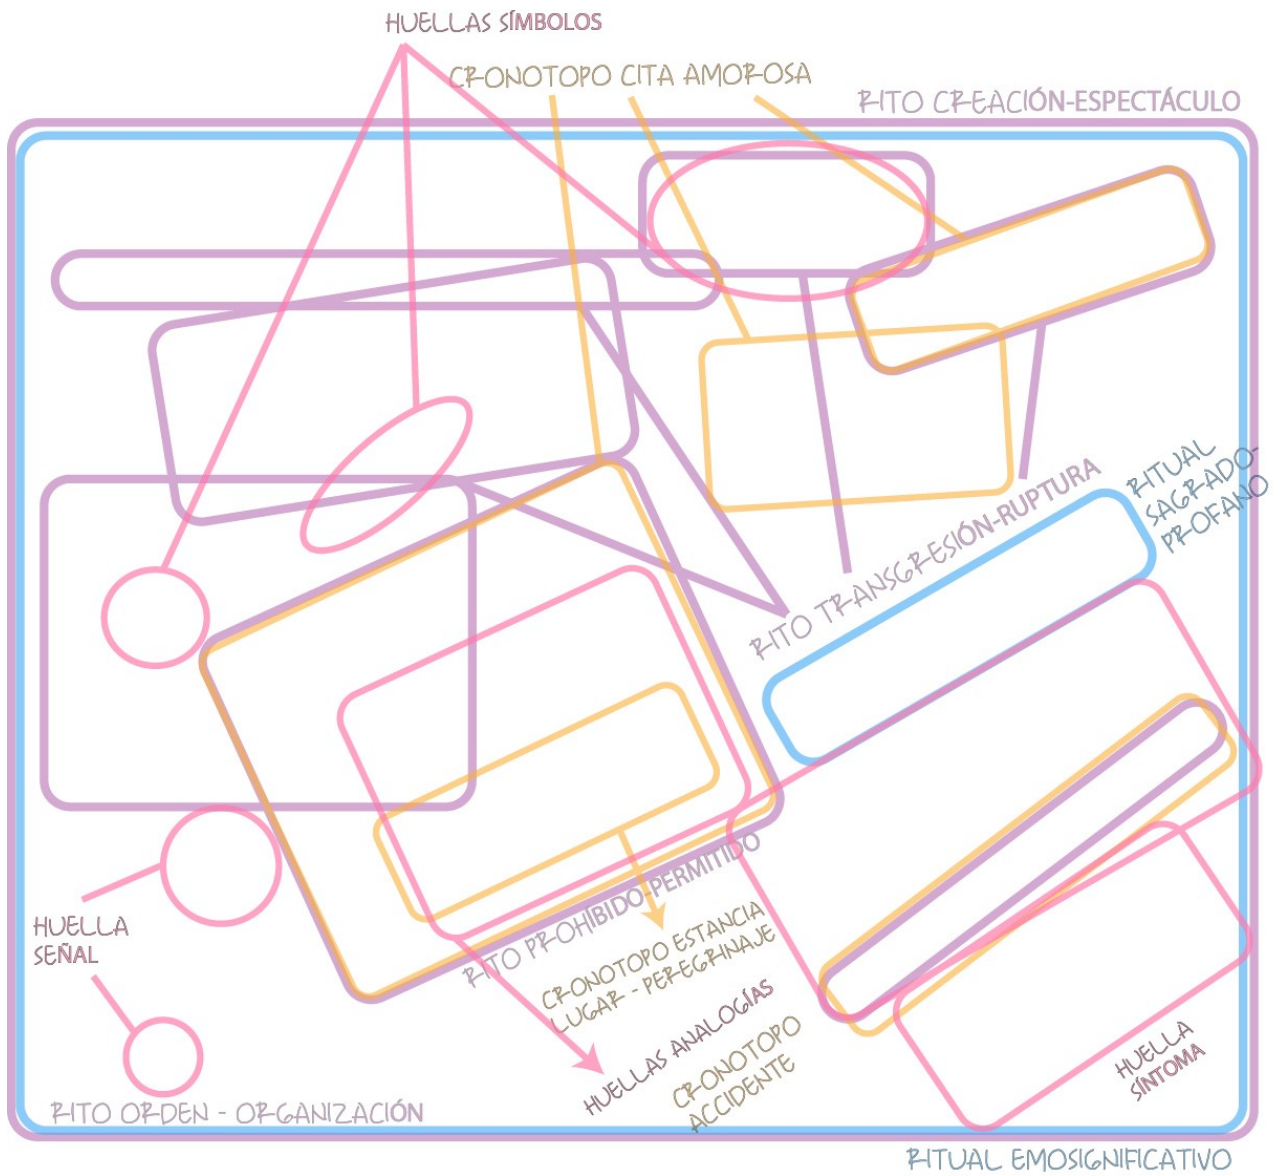 HUELLAS SÍMBOLOS
CRONOTOPO CITA AMOROSA
RITO CREACIÓN-ESPECTÁCULO
RITUAL
SAGRADO-
PROFANO
RITO TRANSGRESIÓN-RUPTURA
RITO PROHÍBIDO-PERMITIDO
HUELLA
SEÑAL
CRONOTOPO ESTANCIA
LUGAR - PEREGRINAJE
HUELLAS ANALOGÍAS
CRONOTOPO
ACCIDENTE
HUELLA
SÍNTOMA
RITO ORDEN - ORGANIZACIÓN
RITUAL EMOSIGNIFICATIVO